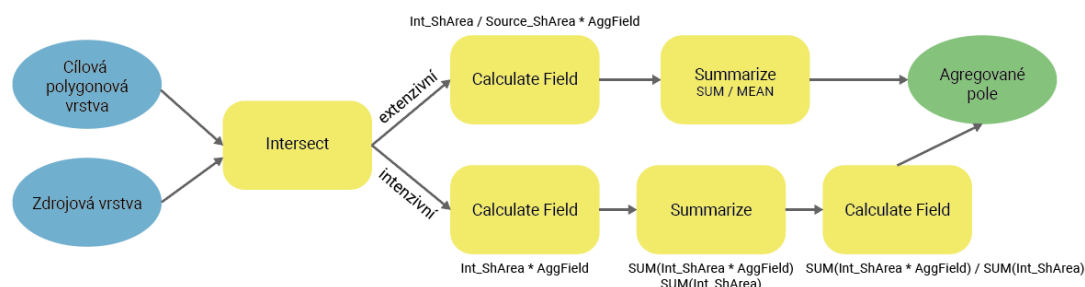 Int_ShArea / Source_ShArea * AggField
Cílová
polygonová
vrstva
Zdrojová vrstva
Intersect
extenzivní
intenzivní
Calculate Field
Summarize
SUM / MEAN
Agregované
pole
Calculate Field
Summarize
Calculate Field
Int_ShArea * AggField
SUM(Int_ShArea * AggField)
SUM(Int_ShArea)
SUM(Int_ShArea * AggField) / SUM(Int_ShArea)